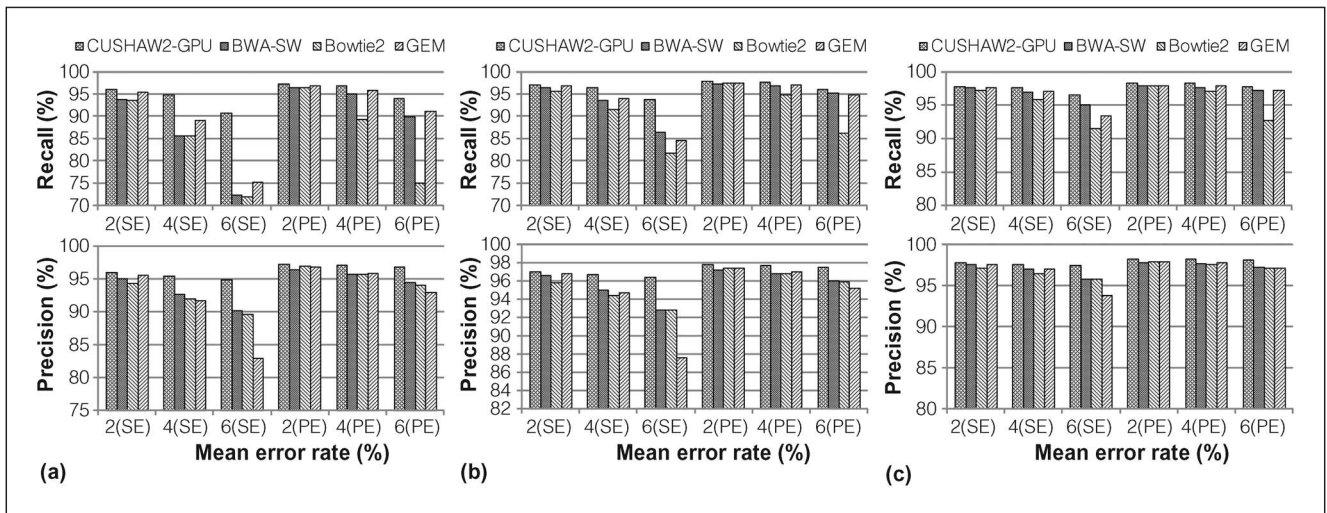 CUSHAW2-GPU BWA-SW Bowtie2 GEM
Recall (%)
100
95
90
85
80
75
70
2(SE) 4(SE) 6(SE) 2(PE) 4(PE) 6(PE)
Precision (%)
100
95
90
85
80
75
2(SE) 4(SE) 6(SE) 2(PE) 4(PE) 6(PE)
Mean error rate (%)
(a)
CUSHAW2-GPU BWA-SW Bowtie2 GEM
Recall (%)
100
95
90
85
80
75
70
2(SE) 4(SE) 6(SE) 2(PE) 4(PE) 6(PE)
Precision (%)
100
98
96
94
92
90
88
86
84
82
2(SE) 4(SE) 6(SE) 2(PE) 4(PE) 6(PE)
Mean error rate (%)
(b)
CUSHAW2-GPU BWA-SW Bowtie2 GEM
Recall (%)
100
95
90
85
80
2(SE) 4(SE) 6(SE) 2(PE) 4(PE) 6(PE)
Precision (%)
100
95
90
85
80
2(SE) 4(SE) 6(SE) 2(PE) 4(PE) 6(PE)
Mean error rate (%)
(c)